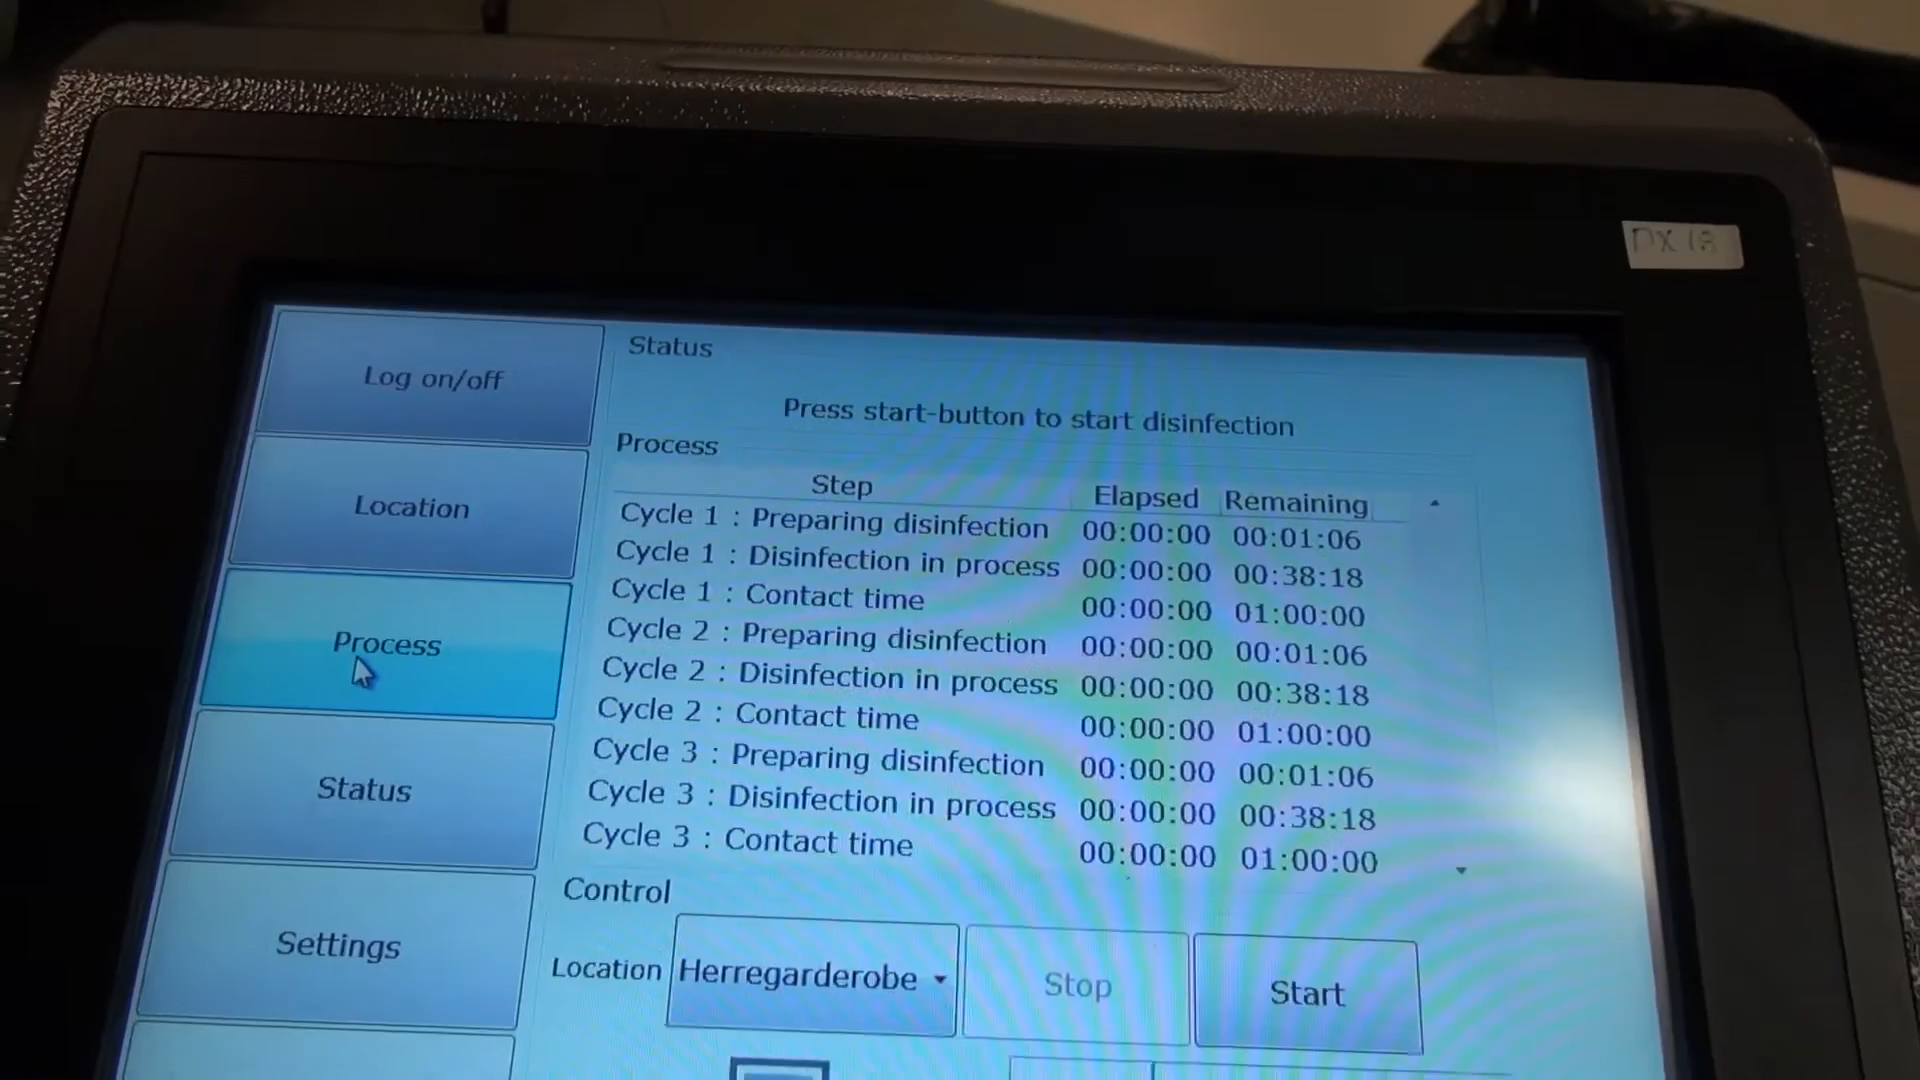 DX 18
Log on/off
Location
Process
Status
Settings
Status
Press start-button to start disinfection
Process
Step Elapsed Remaining
Cycle 1 : Preparing disinfection 00:00:00 00:01:06
Cycle 1 : Disinfection in process 00:00:00 00:38:18
Cycle 1 : Contact time 00:00:00 01:00:00
Cycle 2 : Preparing disinfection 00:00:00 00:01:06
Cycle 2 : Disinfection in process 00:00:00 00:38:18
Cycle 2 : Contact time 00:00:00 01:00:00
Cycle 3 : Preparing disinfection 00:00:00 00:01:06
Cycle 3 : Disinfection in process 00:00:00 00:38:18
Cycle 3 : Contact time 00:00:00 01:00:00
Control
Location Herregarderobe Stop Start